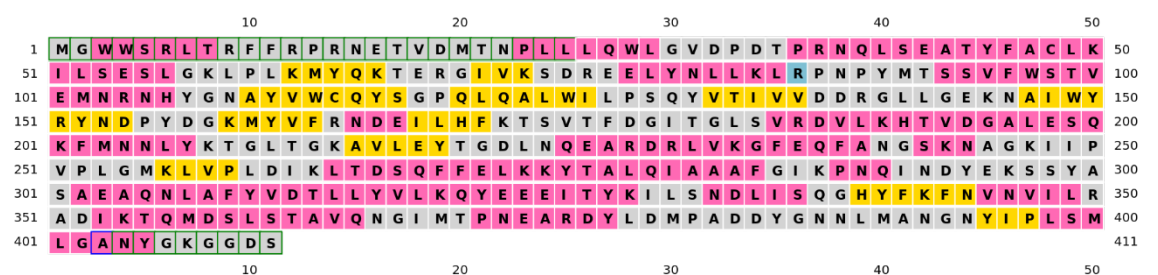 10 20 30 40 50
1 M G W W S R L T R F F R P R N E T V D M T N P L L L Q W L G V D P D T P R N Q L S E A T Y F A C L K 50
51 I L S E S L G K L P L K M Y Q K T E R G I V K S D R E E L Y N L L K L R P N P Y M T S S V F W S T V 100
101 E M N R N H Y G N A Y V W C Q Y S G P Q L Q A L W I L P S Q Y V T I V V D D R G L L G E K N A I W Y 150
151 R Y N D P Y D G K M Y V F R N D E I L H F K T S V T F D G I T G L S V R D V L K H T V D G A L E S Q 200
201 K F M N N L Y K T G L T G K A V L E Y T G D L N Q E A R D R L V K G F E Q F A N G S K N A G K I I P 250
251 V P L G M K L V P L D I K L T D S Q F F E L K K Y T A L Q I A A A F G I K P N Q I N D Y E K S S Y A 300
301 S A E A Q N L A F Y V D T L L Y V L K Q Y E E E I T Y K I L S N D L I S Q G H Y F K F N V N V I L R 350
351 A D I K T Q M D S L S T A V Q N G I M T P N E A R D Y L D M P A D D Y G N N L M A N G N Y I P L S M 400
401 L G A N Y G K G G D S 411
10 20 30 40 50